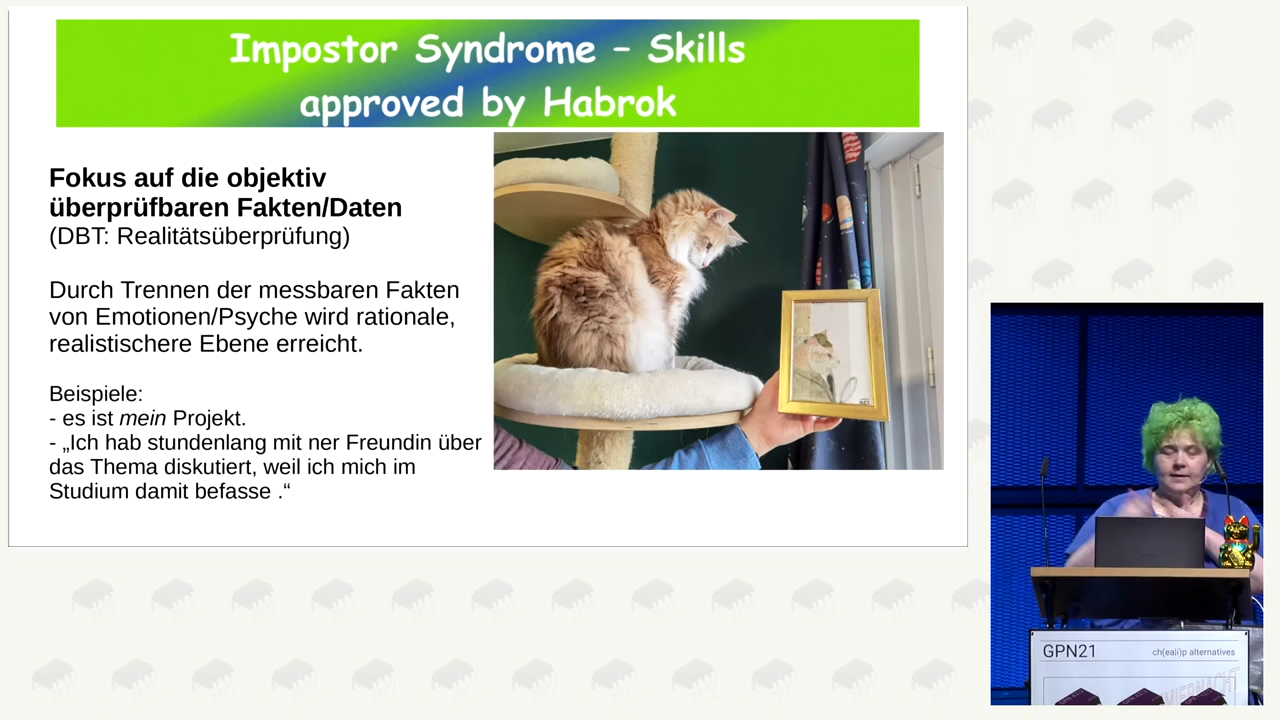 Impostor Syndrome – Skills
approved by Habrok
Fokus auf die objektiv
überprüfbaren Fakten/Daten
(DBT: Realitätsüberprüfung)
Durch Trennen der messbaren Fakten
von Emotionen/Psyche wird rationale,
realistischere Ebene erreicht.
Beispiele:
- es ist mein Projekt.
- „Ich hab stundenlang mit ner Freundin über
das Thema diskutiert, weil ich mich im
Studium damit befasse .“
GPN21
ch(ea|i)p alternatives